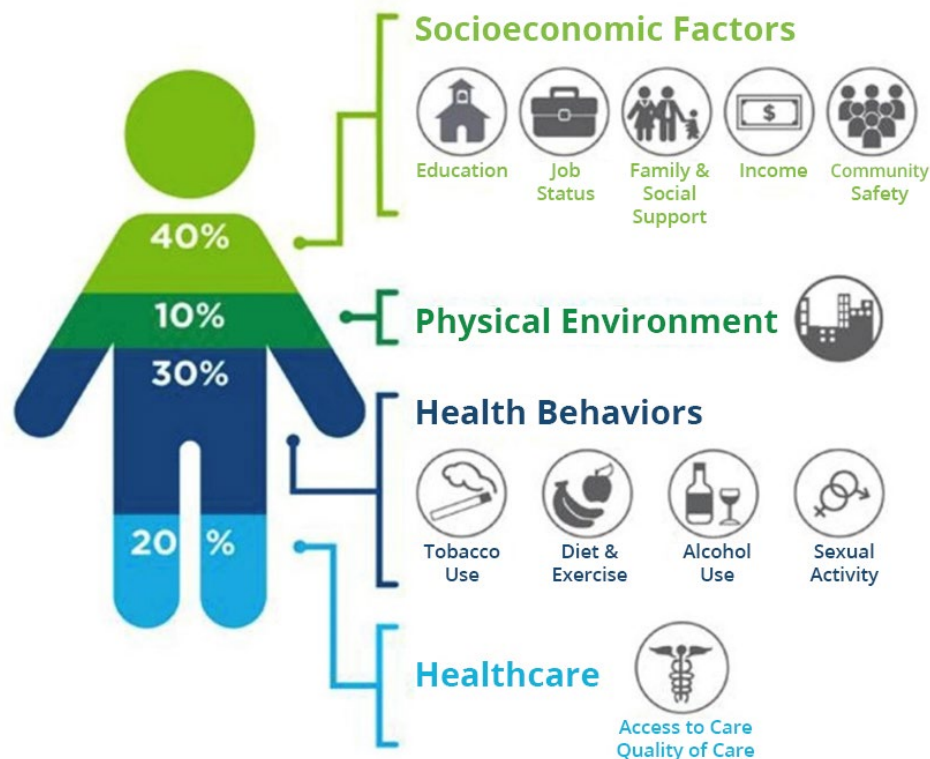 Socioeconomic Factors
$
Education
Job
Status
Family &
Social
Support
Income
Community
Safety
40%
10%
Physical Environment
30%
Health Behaviors
Tobacco
Use
Diet &
Exercise
Alcohol
Use
Sexual
Activity
20 %
Healthcare
Access to Care
Quality of Care